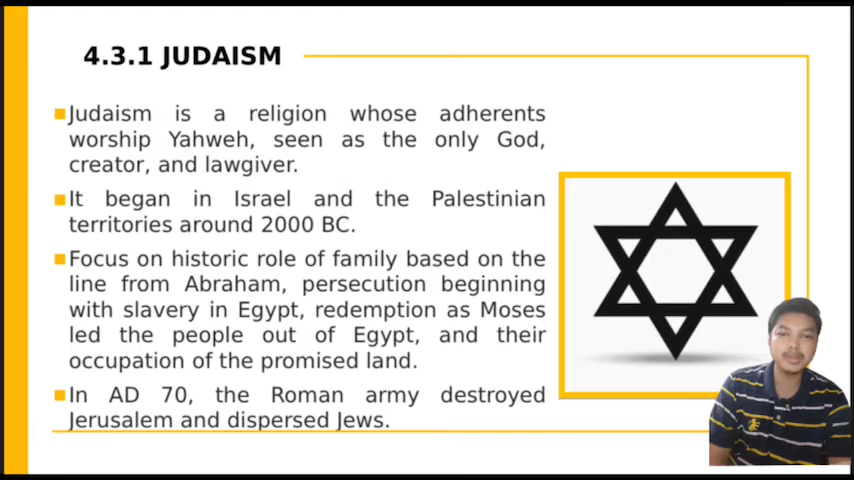 4.3.1 JUDAISM
Judaism is a religion whose adherents
worship Yahweh, seen as the only God,
creator, and lawgiver.
It began in Israel and the Palestinian
territories around 2000 BC.
Focus on historic role of family based on the
line from Abraham, persecution beginning
with slavery in Egypt, redemption as Moses
led the people out of Egypt, and their
occupation of the promised land.
In AD 70, the Roman army destroyed
Jerusalem and dispersed Jews.